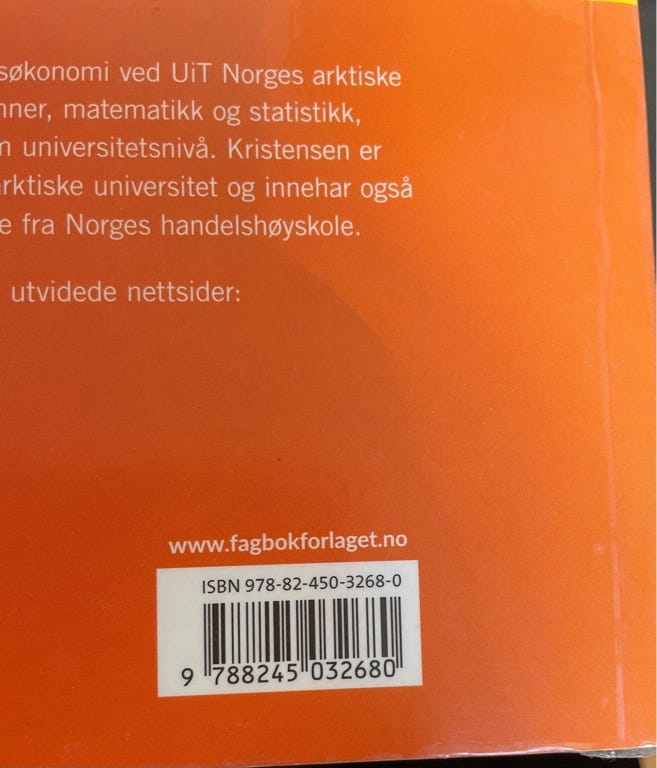 søkonomi ved UiT Norges arktiske
nner, matematikk og statistikk,
universitetsnivå. Kristensen er
arktiske universitet og innehar også
e fra Norges handelshøyskole.
utvidede nettsider:
www.fagbokforlaget.no
ISBN 978-82-450-3268-0
9 788245 032680